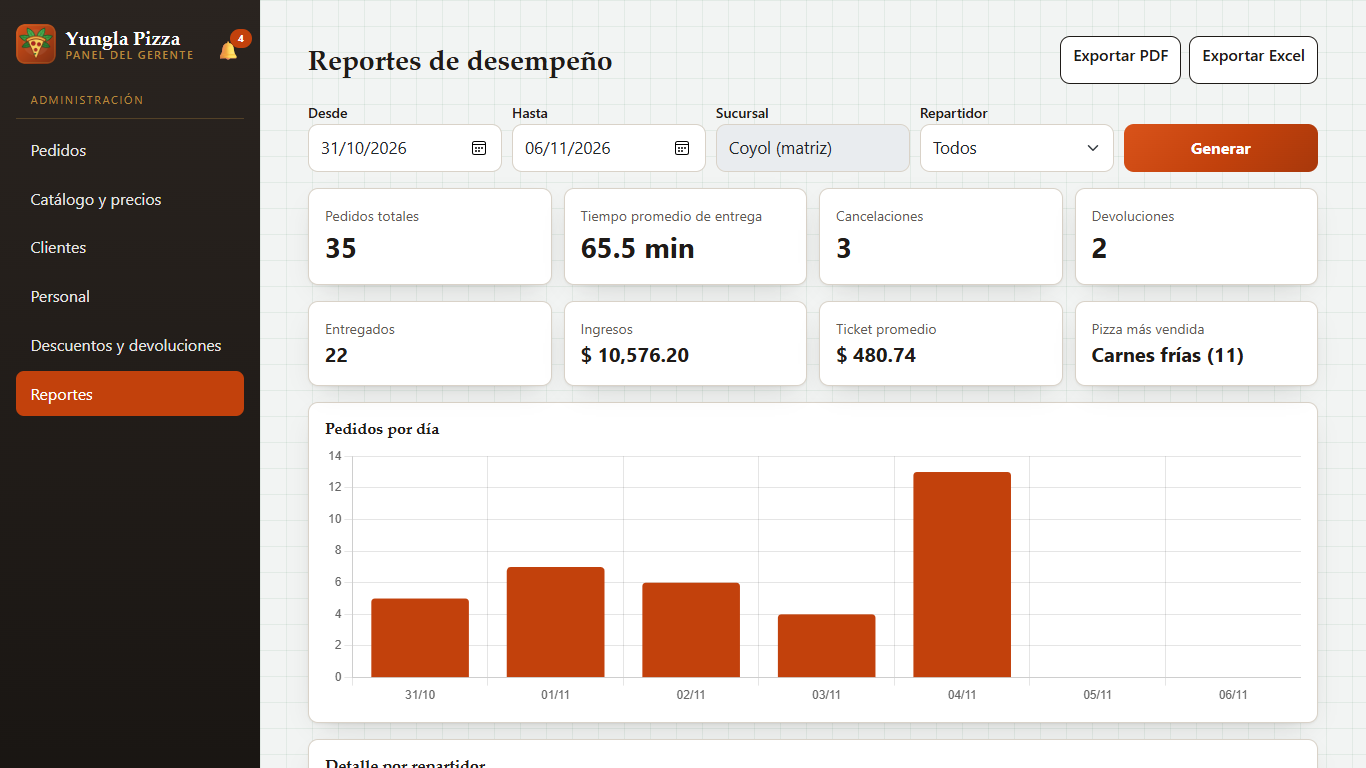 Yungla Pizza
PANEL DEL GERENTE
4
ADMINISTRACIÓN
Pedidos
Catálogo y precios
Clientes
Personal
Descuentos y devoluciones
Reportes
Reportes de desempeño
Exportar PDF
Exportar Excel
Desde
Hasta
Sucursal
Repartidor
31/10/2026
06/11/2026
Coyol (matriz)
Todos
Generar
Pedidos totales
35
Tiempo promedio de entrega
65.5 min
Cancelaciones
3
Devoluciones
2
Entregados
22
Ingresos
$ 10,576.20
Ticket promedio
$ 480.74
Pizza más vendida
Carnes frías (11)
Pedidos por día
14
12
10
8
6
4
2
0
31/10
01/11
02/11
03/11
04/11
05/11
06/11
Detalle por repartidor